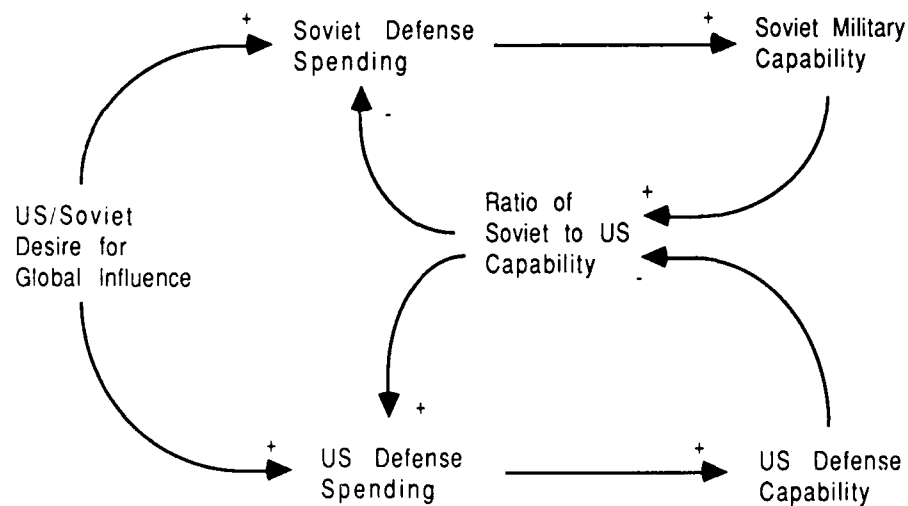 +
Soviet Defense
Spending
+
Soviet Military
Capability
-
US/Soviet
Desire for
Global Influence
Ratio of
Soviet to US
Capability
+
-
+
+
US Defense
Spending
+
US Defense
Capability